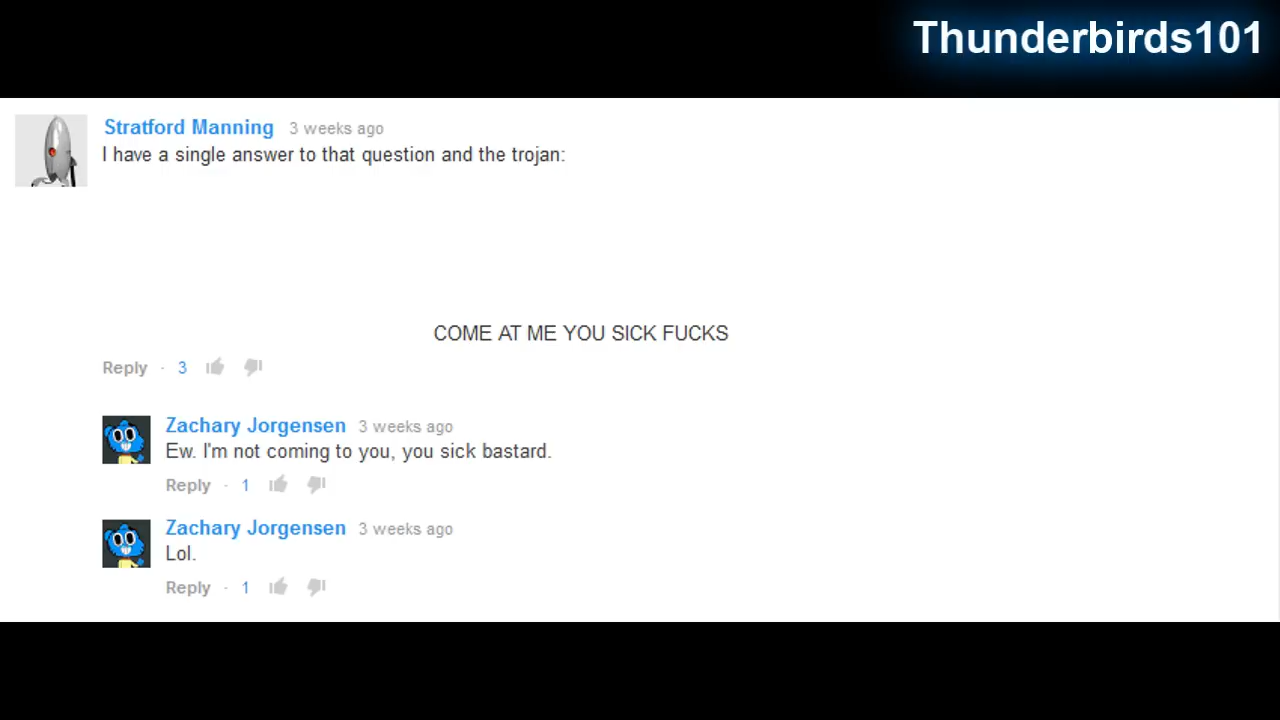 Thunderbirds101
Stratford Manning 3 weeks ago
I have a single answer to that question and the trojan:
COME AT ME YOU SICK FUCKS
Reply · 3
Zachary Jorgensen 3 weeks ago
Ew. I'm not coming to you, you sick bastard.
Reply · 1
Zachary Jorgensen 3 weeks ago
Lol.
Reply · 1